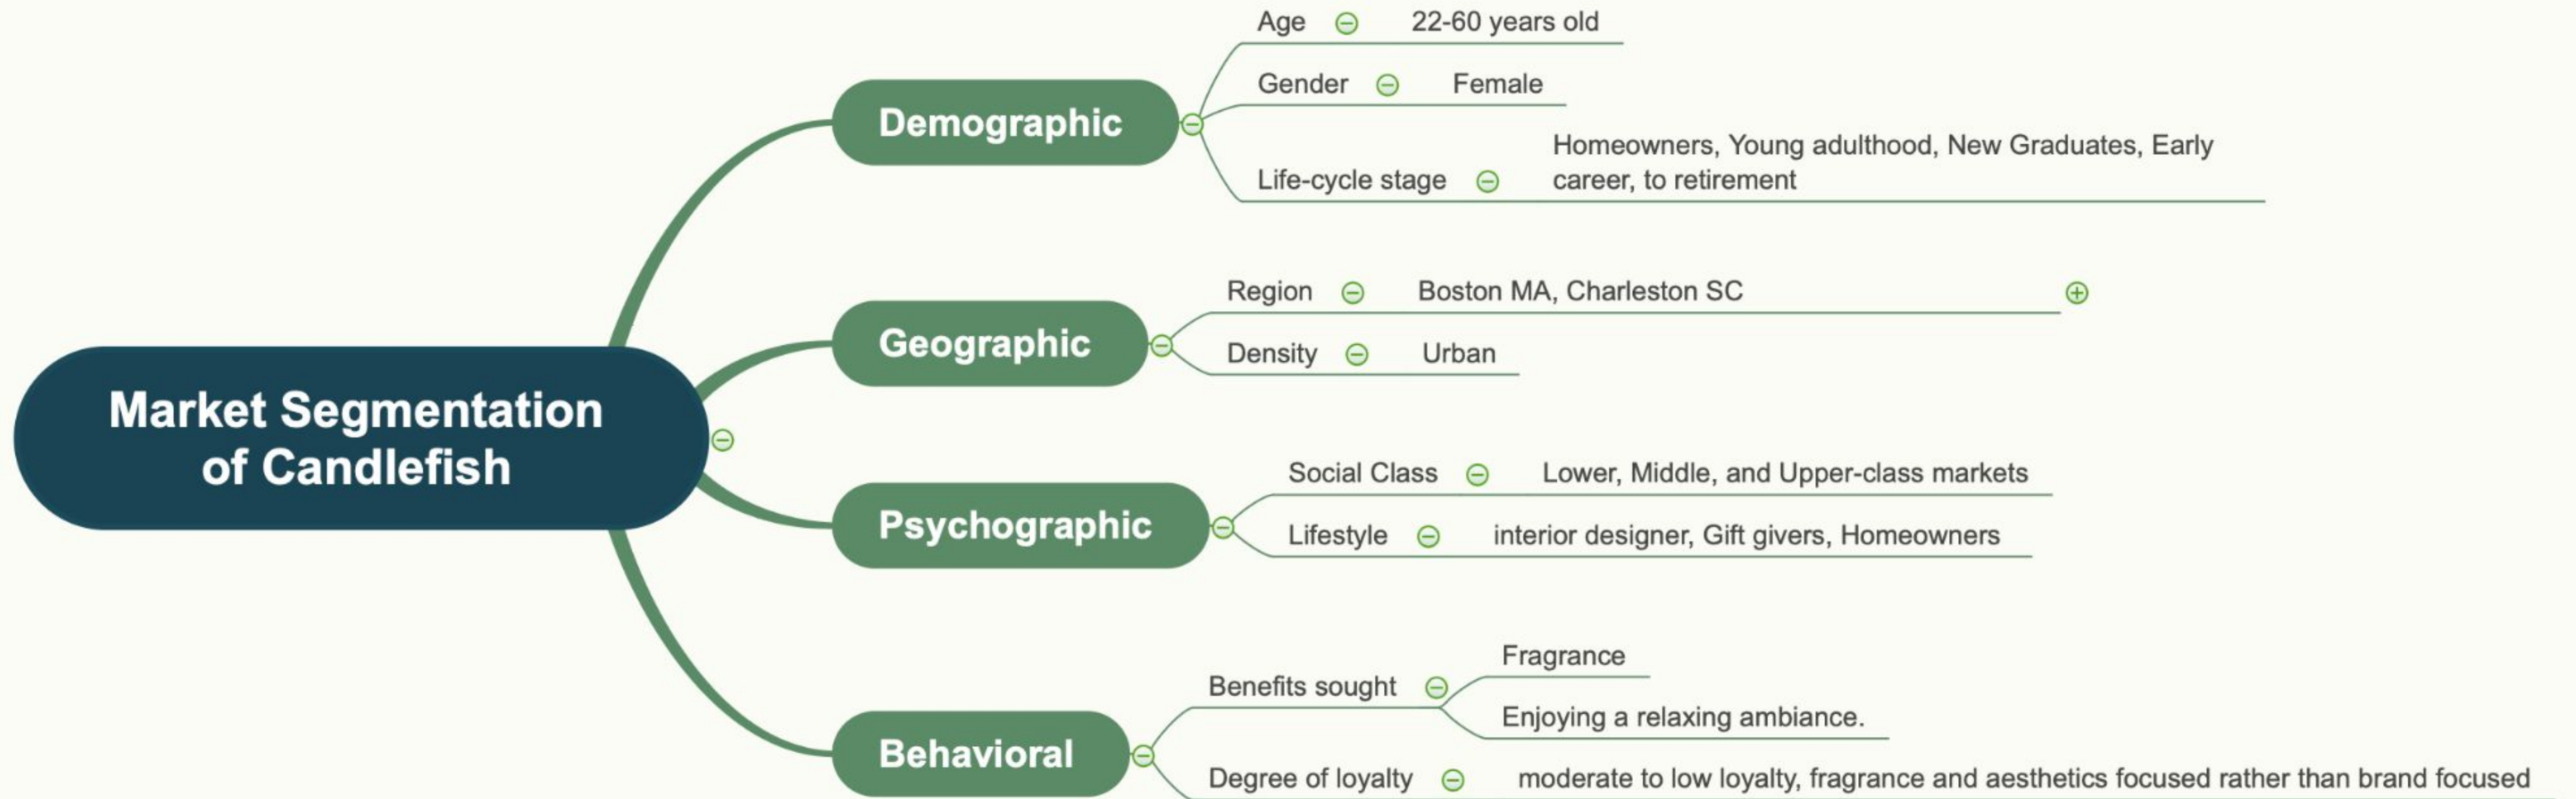 Market Segmentation
of Candlefish
Demographic
Age 22-60 years old
Gender Female
Life-cycle stage Homeowners, Young adulthood, New Graduates, Early
career, to retirement
Geographic
Region Boston MA, Charleston SC
Density Urban
Psychographic
Social Class Lower, Middle, and Upper-class markets
Lifestyle interior designer, Gift givers, Homeowners
Behavioral
Benefits sought
Fragrance
Enjoying a relaxing ambiance.
Degree of loyalty moderate to low loyalty, fragrance and aesthetics focused rather than brand focused